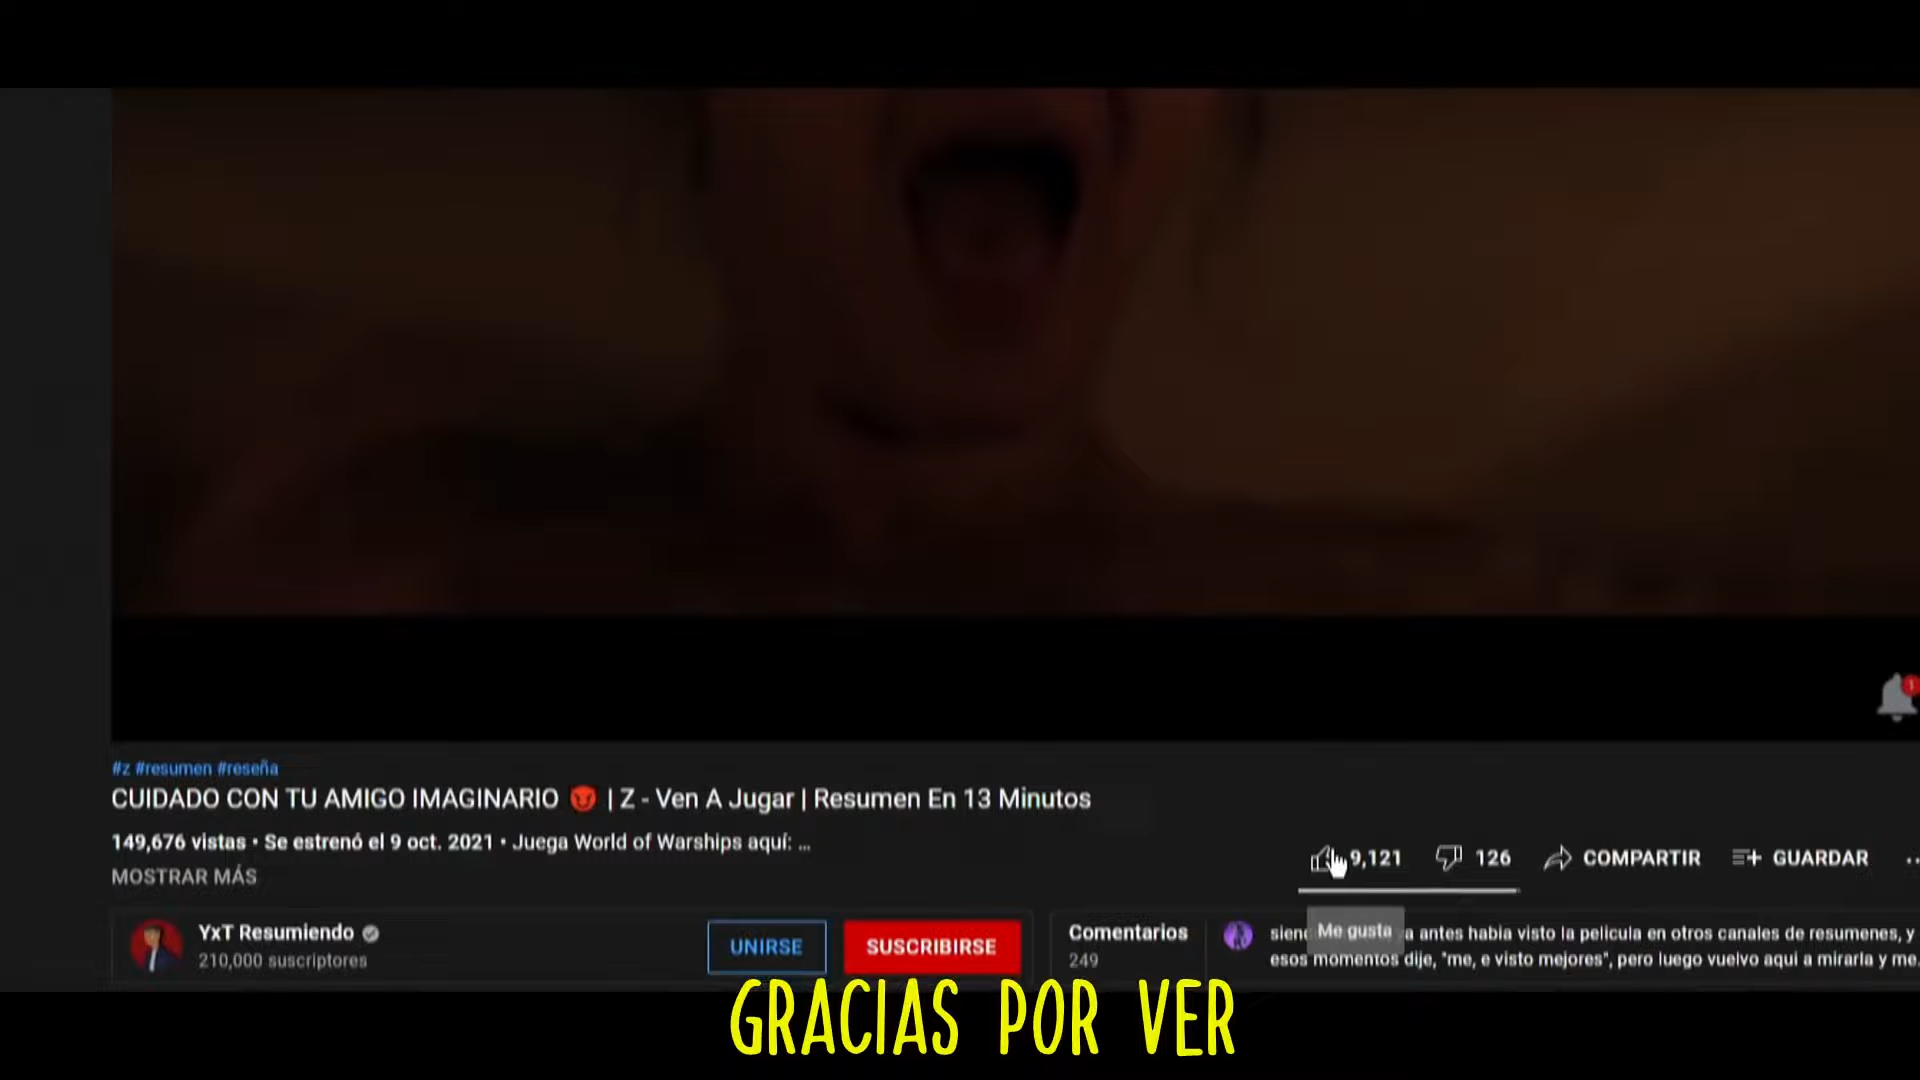 #z #resumen #reseña
CUIDADO CON TU AMIGO IMAGINARIO 😈 | Z - Ven A Jugar | Resumen En 13 Minutos
149,676 vistas • Se estrenó el 9 oct. 2021 • Juega World of Warships aquí: ...
MOSTRAR MÁS
9,121 126 COMPARTIR GUARDAR
1
YxT Resumiendo
210,000 suscriptores
UNIRSE
SUSCRIBIRSE
Comentarios
249
Me gusta
a antes habia visto la pelicula en otros canales de resumenes, y
esos momentos dije, "me, e visto mejores", pero luego vuelvo aqui a mirarla y me.
GRACIAS POR VER